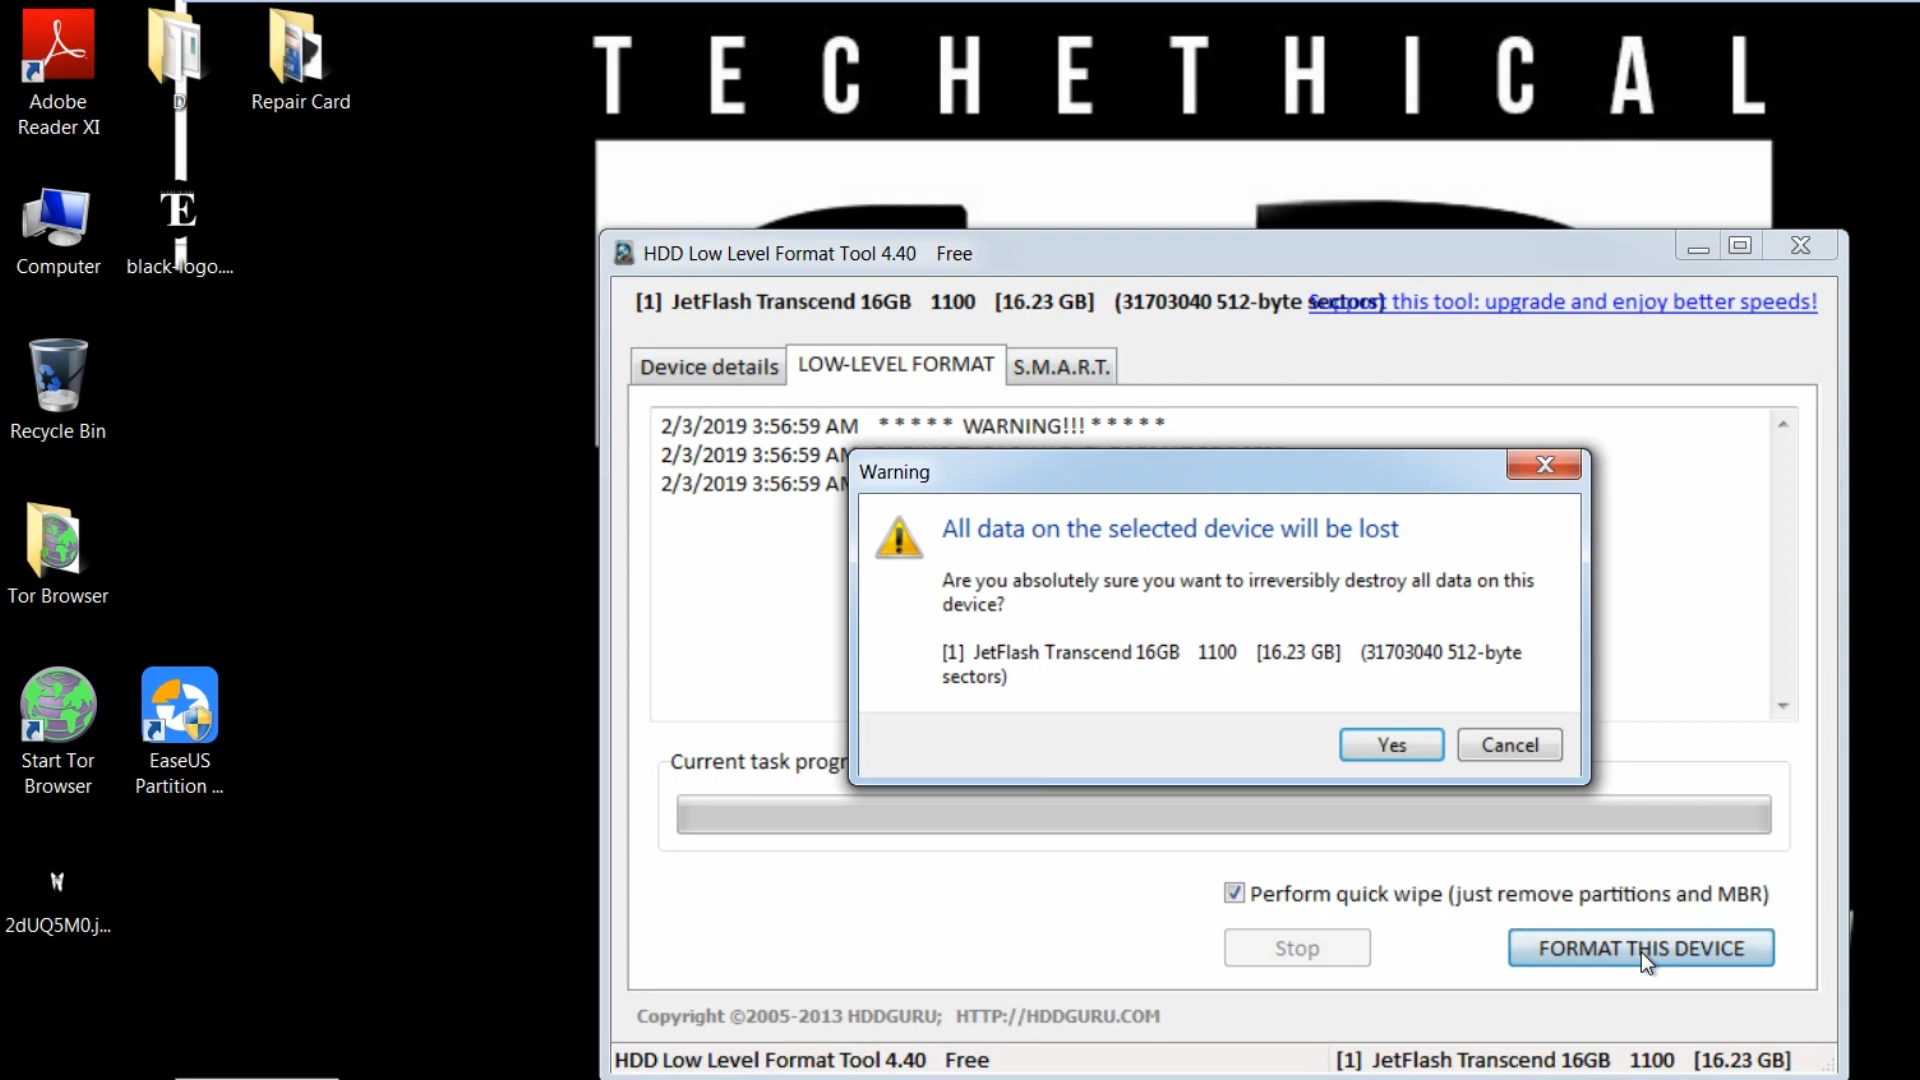 T E C H E T H I C A L
Adobe
Reader XI
D
Repair Card
Computer
black-logo....
E
Recycle Bin
Tor Browser
Start Tor
Browser
EaseUS
Partition ...
2dUQ5M0.j...
HDD Low Level Format Tool 4.40 Free
[1] JetFlash Transcend 16GB 1100 [16.23 GB] (31703040 512-byte sectors)
Support this tool: upgrade and enjoy better speeds!
Device details
LOW-LEVEL FORMAT
S.M.A.R.T.
2/3/2019 3:56:59 AM * * * * * WARNING!!! * * * * *
2/3/2019 3:56:59 AM
2/3/2019 3:56:59 AM
Warning
All data on the selected device will be lost
Are you absolutely sure you want to irreversibly destroy all data on this
device?
[1] JetFlash Transcend 16GB 1100 [16.23 GB] (31703040 512-byte
sectors)
Yes
Cancel
Current task progr
Perform quick wipe (just remove partitions and MBR)
Stop
FORMAT THIS DEVICE
Copyright ©2005-2013 HDDGURU; HTTP://HDDGURU.COM
HDD Low Level Format Tool 4.40 Free
[1] JetFlash Transcend 16GB 1100 [16.23 GB]